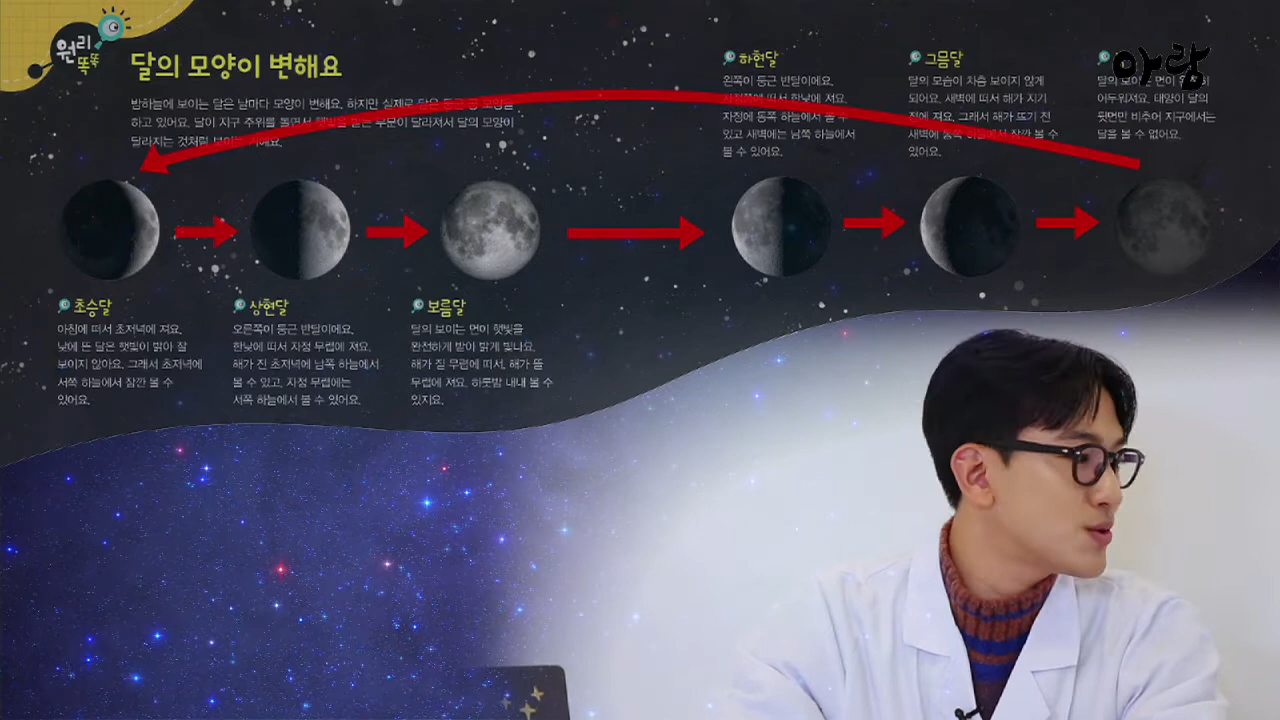 원리
똑똑
달의 모양이 변해요
밤하늘에 보이는 달은 날마다 모양이 변해요. 하지만 실제로 달은 둥근 공 모양을
하고 있어요. 달이 지구 주위를 돌면서 햇빛을 받는 부분이 달라져서 달의 모양이
달라지는 것처럼 보이는 거예요.
하현달
왼쪽이 둥근 반달이에요.
떠서 한낮에 져요.
자정에 동쪽 하늘에서 볼 수
있고 새벽에는 남쪽 하늘에서
볼 수 있어요.
그믐달
달의 모습이 차츰 보이지 않게
되어요. 새벽에 떠서 해가 지기
전에 져요. 그래서 해가 뜨기 전
새벽에 동쪽 하늘에서 잠깐 볼 수
있어요.
아람
달의 보이는 면이
어두워져요. 태양이 달의
뒷면만 비추어 지구에서는
달을 볼 수 없어요.
초승달
아침에 떠서 초저녁에 져요.
낮에 뜬 달은 햇빛이 밝아 잘
보이지 않아요. 그래서 초저녁에
서쪽 하늘에서 잠깐 볼 수
있어요.
상현달
오른쪽이 둥근 반달이에요.
한낮에 떠서 자정 무렵에 져요.
해가 진 초저녁에 남쪽 하늘에서
볼 수 있고, 자정 무렵에는
서쪽 하늘에서 볼 수 있어요.
보름달
달의 보이는 면이 햇빛을
완전하게 받아 밝게 빛나요.
해가 질 무렵에 떠서, 해가 뜰
무렵에 져요. 하룻밤 내내 볼 수
있지요.